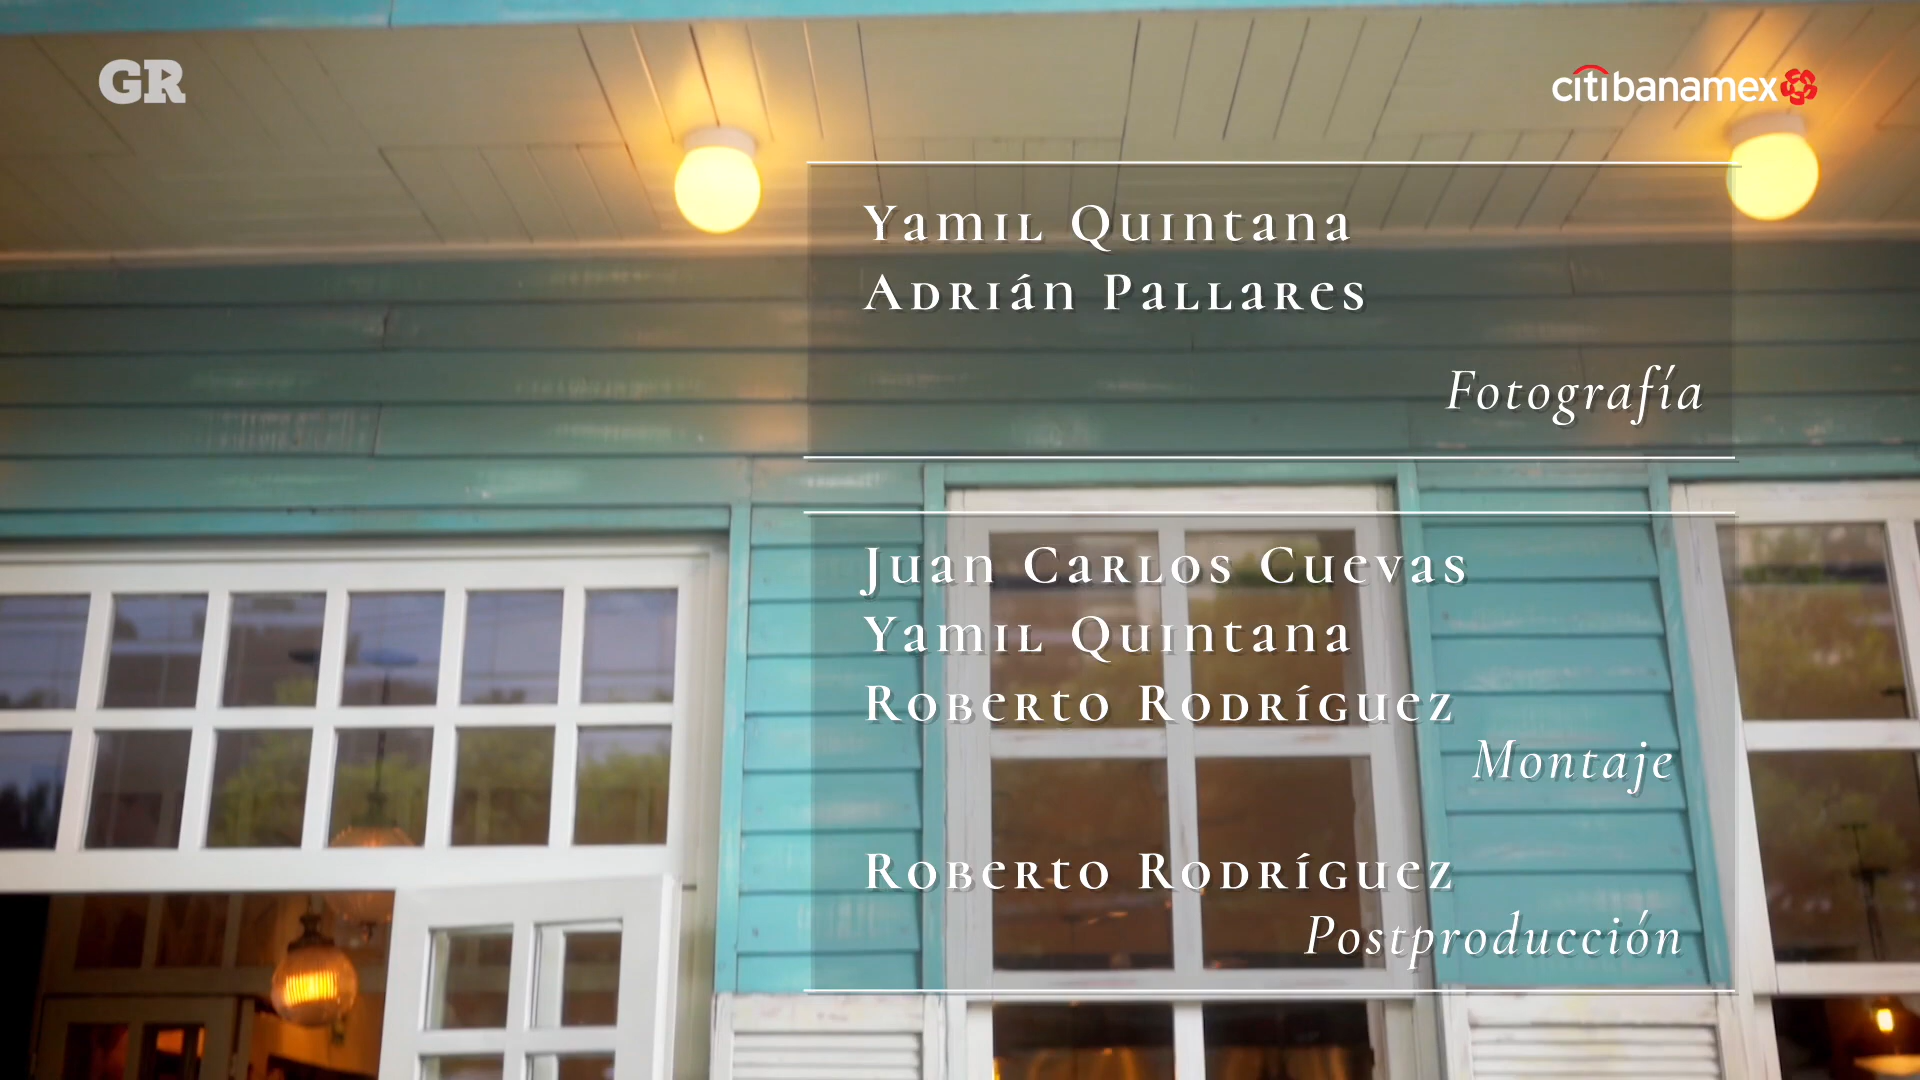 GR
citibanamex
Yamil Quintana
Adrián Pallares
Fotografía
Juan Carlos Cuevas
Yamil Quintana
Roberto Rodríguez
Montaje
Roberto Rodríguez
Postproducción